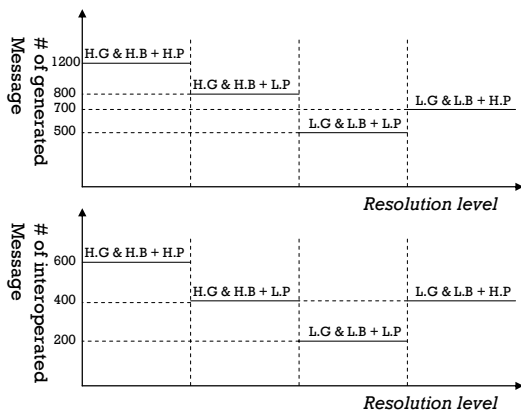 # of generated
Message
H.G & H.B + H.P
1200
H.G & H.B + L.P
800
L.G & L.B + H.P
700
L.G & L.B + L.P
500
Resolution level
# of interoperated
Message
H.G & H.B + H.P
600
H.G & H.B + L.P
L.G & L.B + H.P
400
L.G & L.B + L.P
200
Resolution level